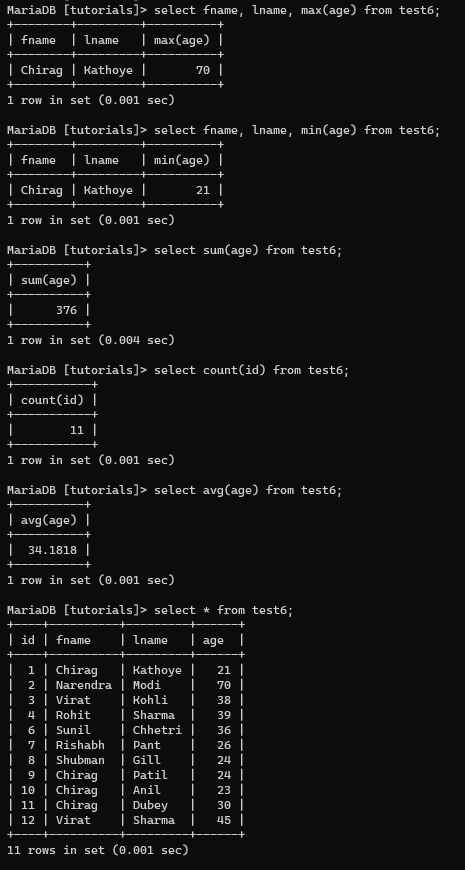 MariaDB [tutorials]> select fname, lname, max(age) from test6;
+--------+---------+----------+
| fname  | lname   | max(age) |
+--------+---------+----------+
| Chirag | Kathoye |       70 |
+--------+---------+----------+
1 row in set (0.001 sec)

MariaDB [tutorials]> select fname, lname, min(age) from test6;
+--------+---------+----------+
| fname  | lname   | min(age) |
+--------+---------+----------+
| Chirag | Kathoye |       21 |
+--------+---------+----------+
1 row in set (0.001 sec)

MariaDB [tutorials]> select sum(age) from test6;
+----------+
| sum(age) |
+----------+
|      376 |
+----------+
1 row in set (0.004 sec)

MariaDB [tutorials]> select count(id) from test6;
+-----------+
| count(id) |
+-----------+
|        11 |
+-----------+
1 row in set (0.001 sec)

MariaDB [tutorials]> select avg(age) from test6;
+----------+
| avg(age) |
+----------+
|  34.1818 |
+----------+
1 row in set (0.001 sec)

MariaDB [tutorials]> select * from test6;
+----+----------+---------+------+
| id | fname    | lname   | age  |
+----+----------+---------+------+
|  1 | Chirag   | Kathoye |   21 |
|  2 | Narendra | Modi    |   70 |
|  3 | Virat    | Kohli   |   38 |
|  4 | Rohit    | Sharma  |   39 |
|  6 | Sunil    | Chhetri |   36 |
|  7 | Rishabh  | Pant    |   26 |
|  8 | Shubman  | Gill    |   24 |
|  9 | Chirag   | Patil   |   24 |
| 10 | Chirag   | Anil    |   23 |
| 11 | Chirag   | Dubey   |   30 |
| 12 | Virat    | Sharma  |   45 |
+----+----------+---------+------+
11 rows in set (0.001 sec)